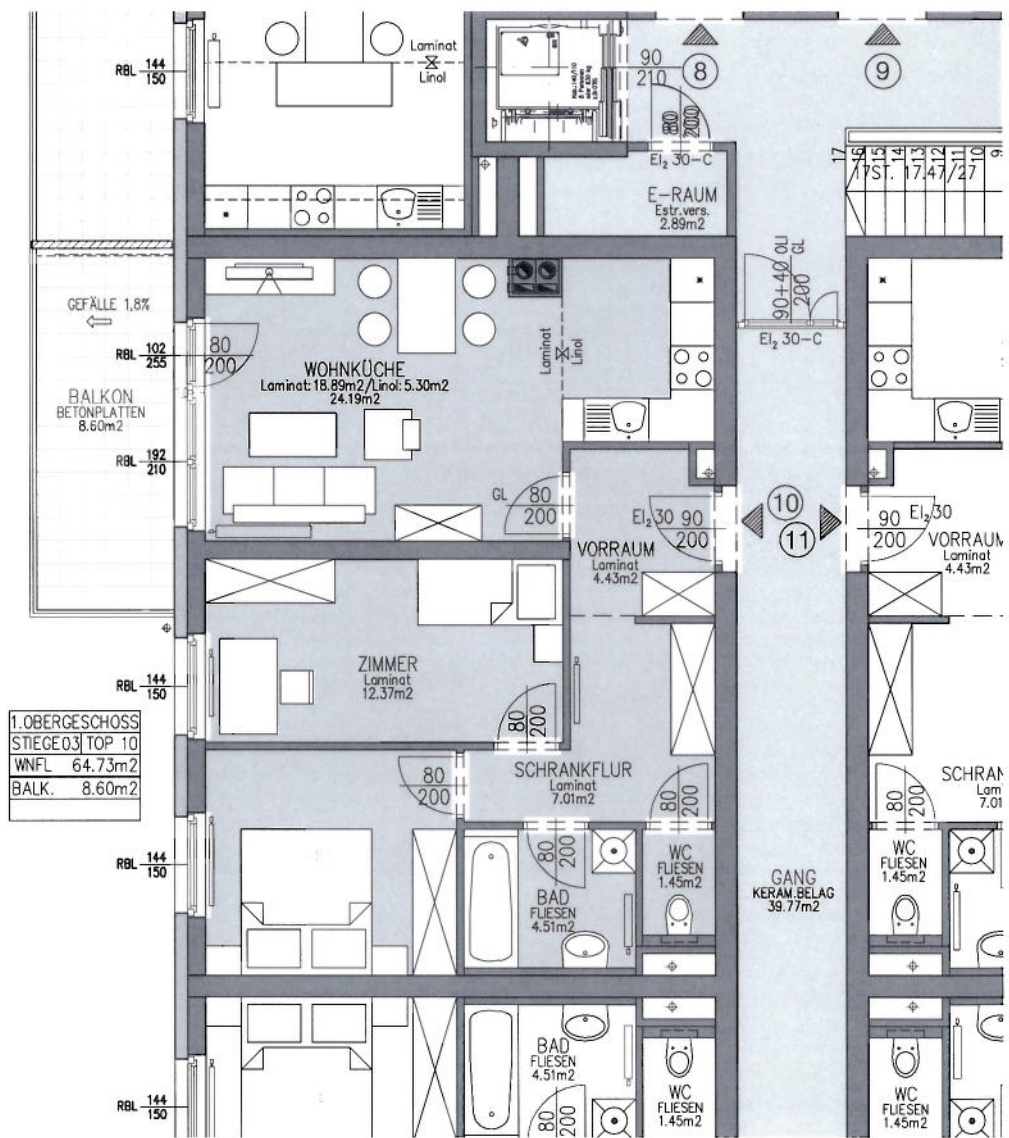 Laminat
Linol
RBL 144
150
90
210
80
200
8
9
EI₂ 30-C
E-RAUM
Estr.vers.
2.89m2
17
16
15
14
13
12
11
10
9
17ST. 17.47/27
GEFÄLLE 1,8%
RBL 102
255
80
200
BALKON
BETONPLATTEN
8.60m2
WOHNKÜCHE
Laminat: 18.89m2/Linol: 5.30m2
24.19m2
Laminat
Linol
90+40 OLI
200 GL
EI₂ 30-C
RBL 192
210
GL 80
200
EI₂30 90
200
10
11
90 EI₂30
200
VORRAUM
Laminat
4.43m2
VORRAUM
Laminat
4.43m2
ZIMMER
Laminat
12.37m2
RBL 144
150
80
200
1.OBERGESCHOSS
STIEGE03 TOP 10
WNFL 64.73m2
BALK. 8.60m2
80
200
SCHRANKFLUR
Laminat
7.01m2
80
200
SCHRAN
Lam
7.01
80
200
RBL 144
150
80
200
BAD
FLIESEN
4.51m2
WC
FLIESEN
1.45m2
GANG
KERAM.BELAG
39.77m2
WC
FLIESEN
1.45m2
BAD
FLIESEN
4.51m2
RBL 144
150
80
200
WC
FLIESEN
1.45m2
WC
FLIESEN
1.45m2